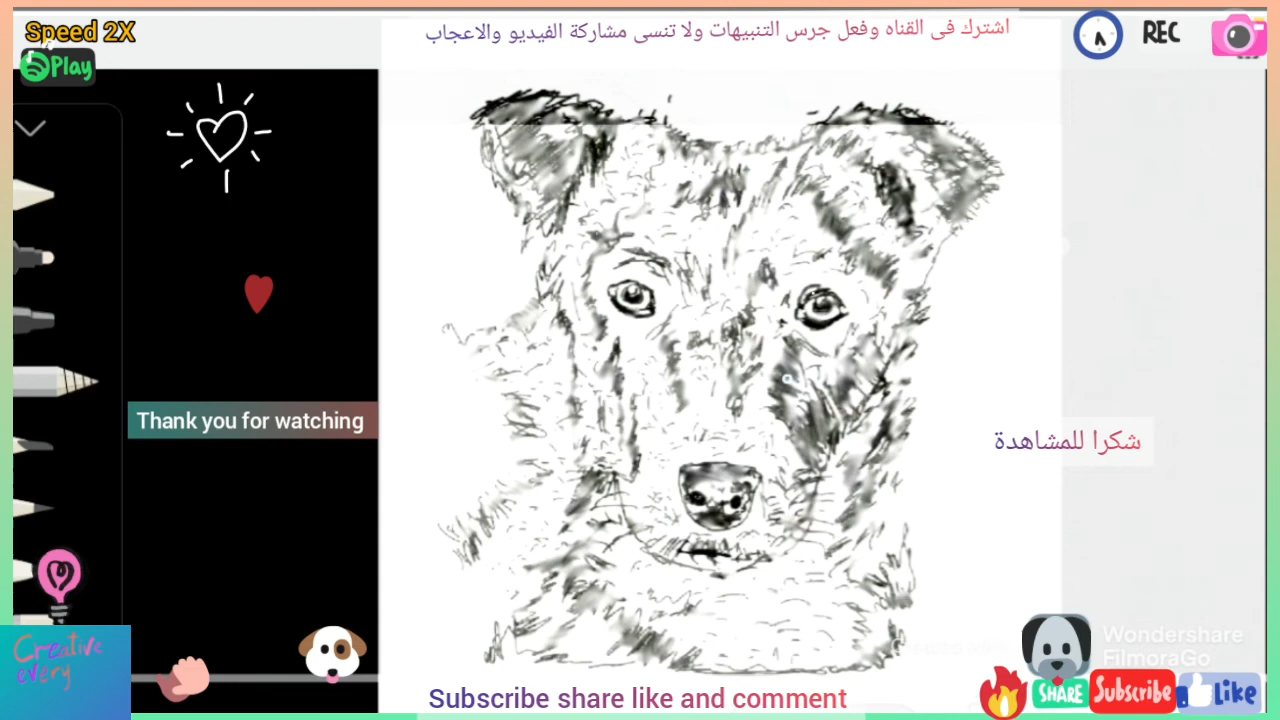 Speed 2X
اشترك فى القناه وفعل جرس التنبيهات ولا تنسى مشاركة الفيديو والاعجاب
REC
Play
Thank you for watching
شكرا للمشاهدة
Wondershare
FilmoraGo
Creative
every
Subscribe share like and comment
SHARE
Subscribe
Like